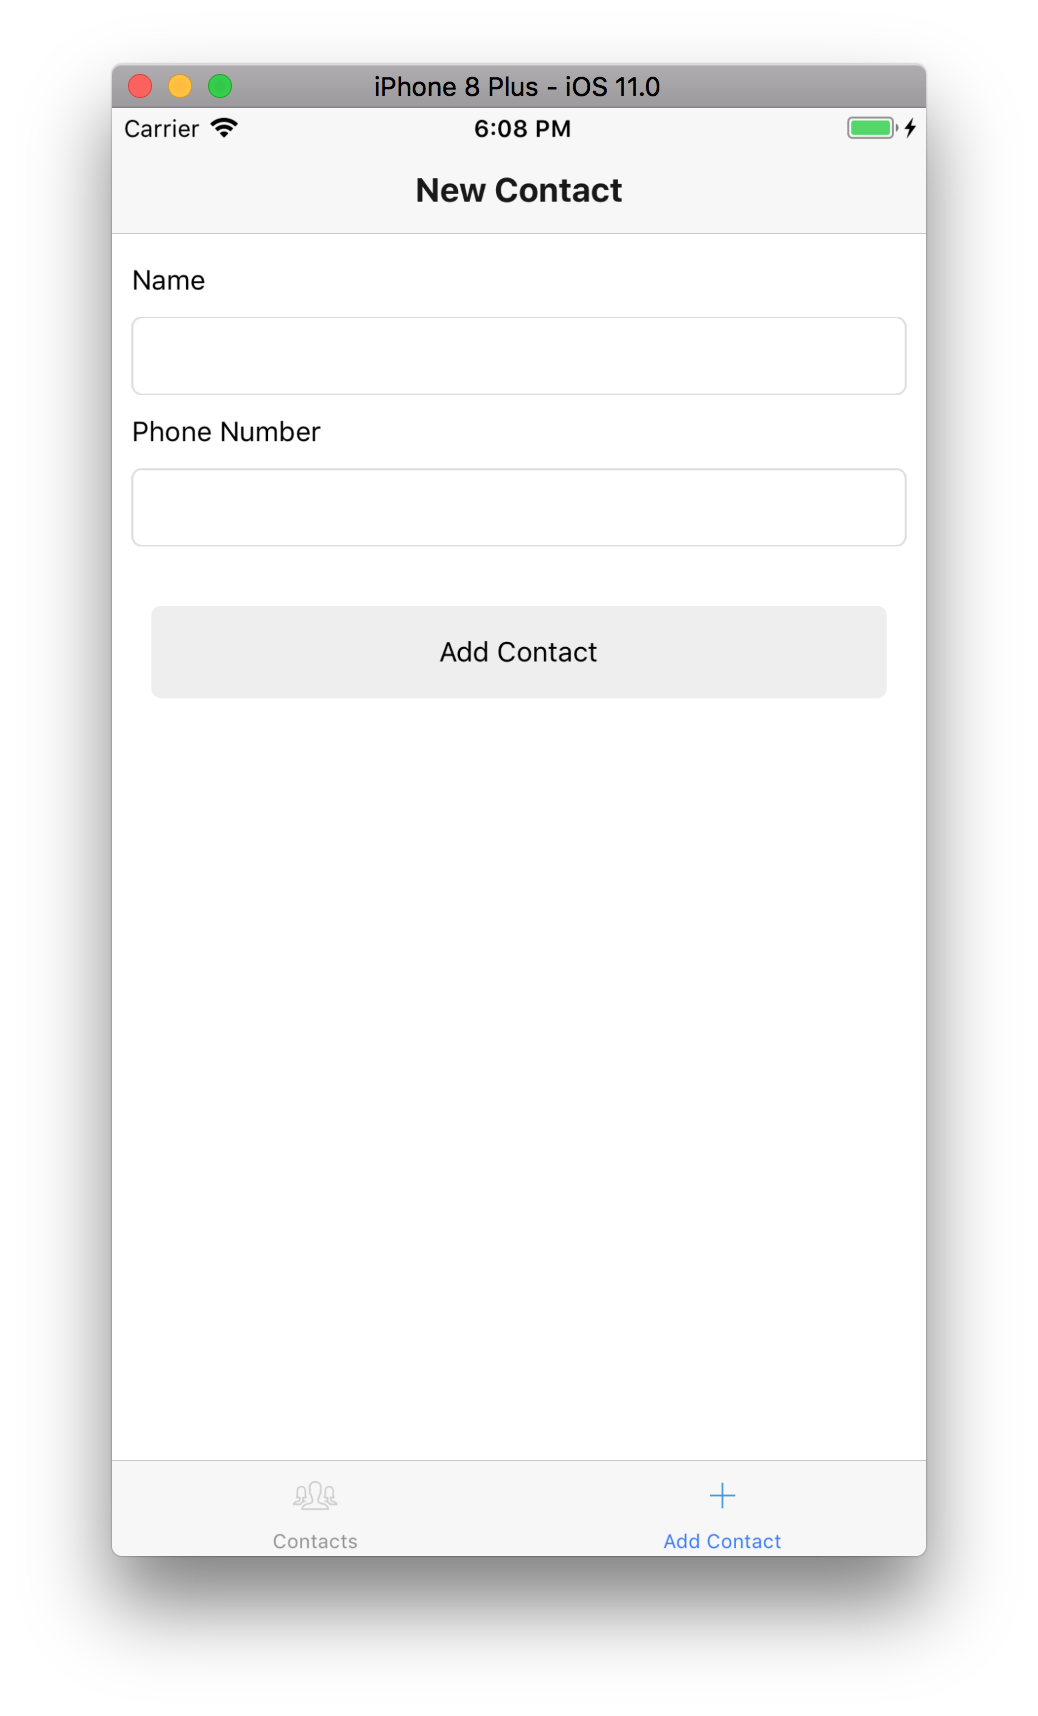 iPhone 8 Plus - iOS 11.0
Carrier 6:08 PM
New Contact
Name
Phone Number
Add Contact
Contacts Add Contact